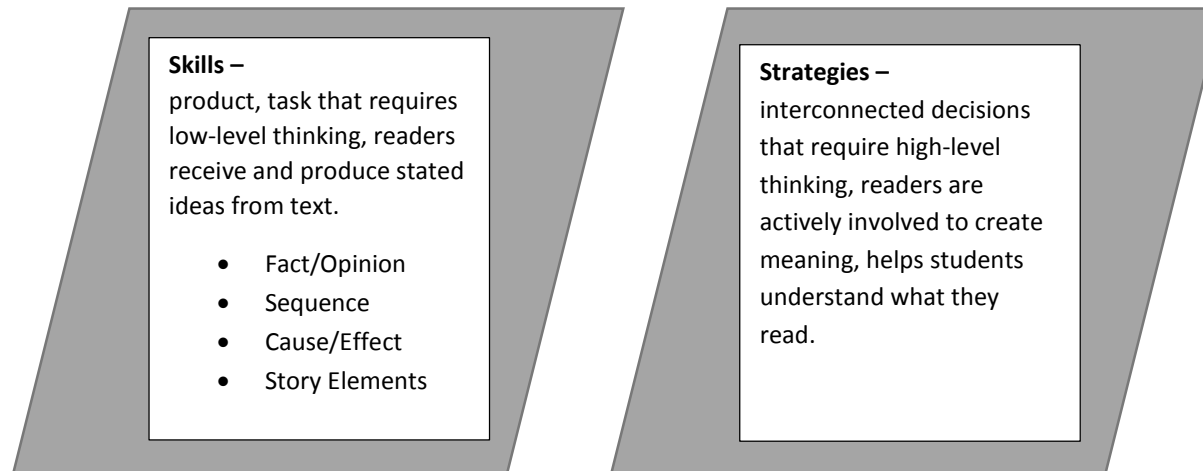 Skills –
product, task that requires
low-level thinking, readers
receive and produce stated
ideas from text.
• Fact/Opinion
• Sequence
• Cause/Effect
• Story Elements
Strategies –
interconnected decisions
that require high-level
thinking, readers are
actively involved to create
meaning, helps students
understand what they
read.